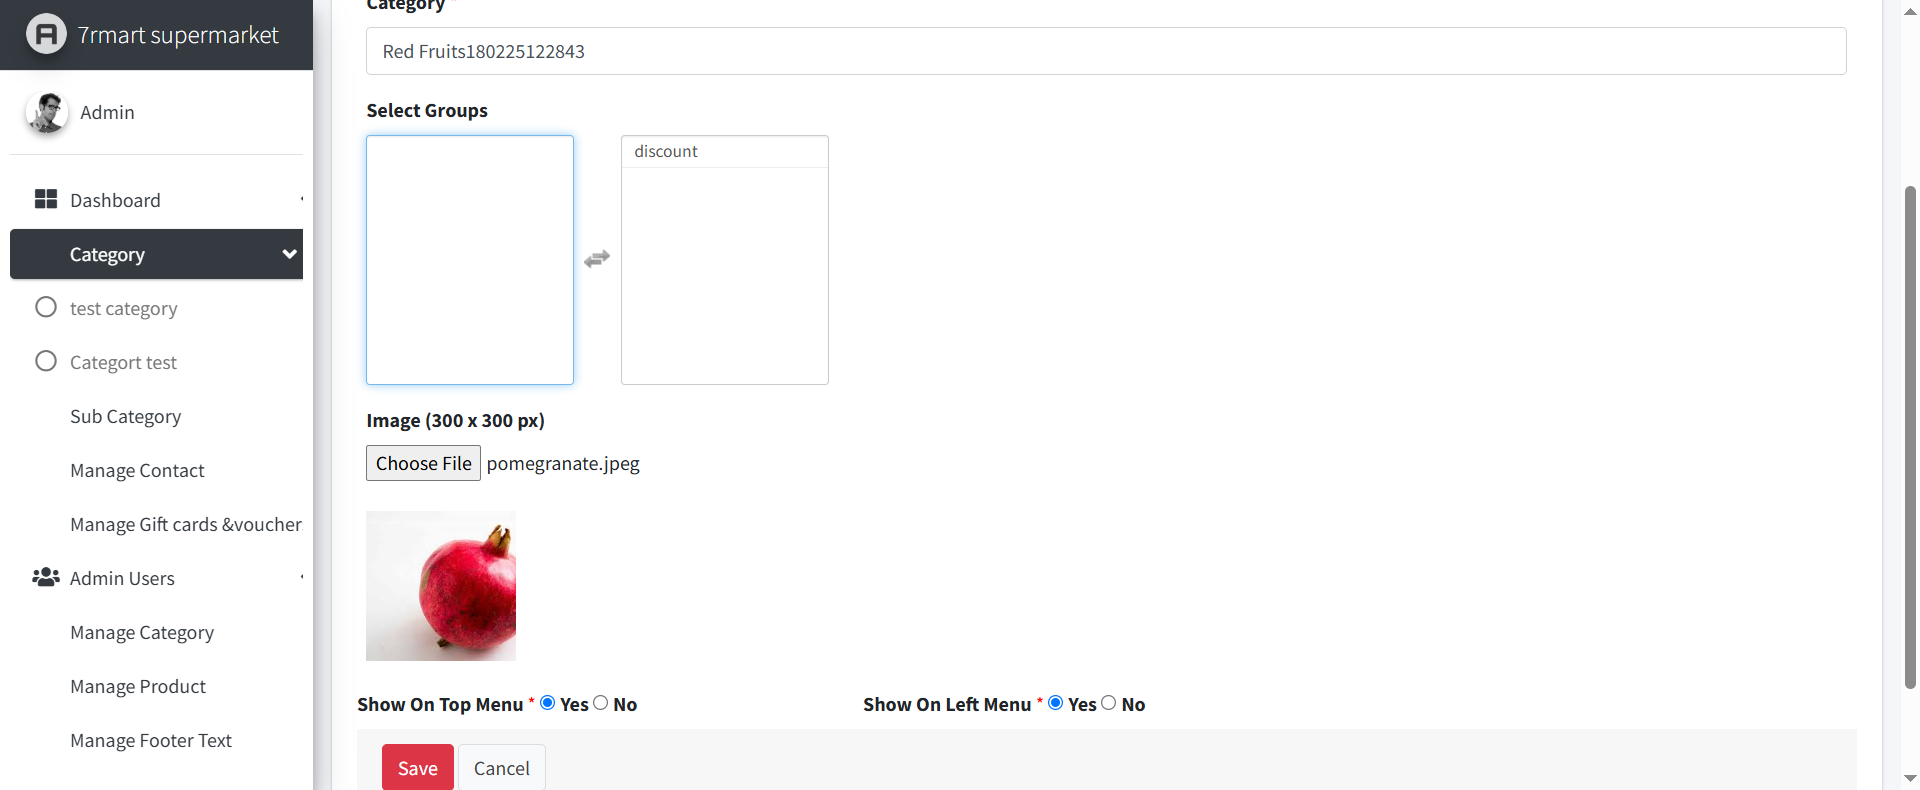 7rmart supermarket
Admin
Dashboard
Category
test category
Categort test
Sub Category
Manage Contact
Manage Gift cards &voucher
Admin Users
Manage Category
Manage Product
Manage Footer Text
Category *
Red Fruits180225122843
Select Groups
discount
Image (300 x 300 px)
Choose File pomegranate.jpeg
Show On Top Menu * Yes No
Show On Left Menu * Yes No
Save Cancel